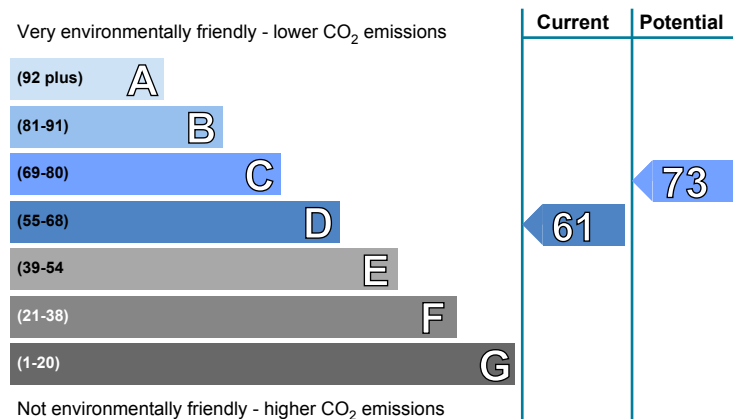 Current Potential
Very environmentally friendly - lower CO2 emissions
(92 plus) A
(81-91) B
(69-80) C
73
(55-68) D
61
(39-54 E
(21-38) F
(1-20) G
Not environmentally friendly - higher CO2 emissions